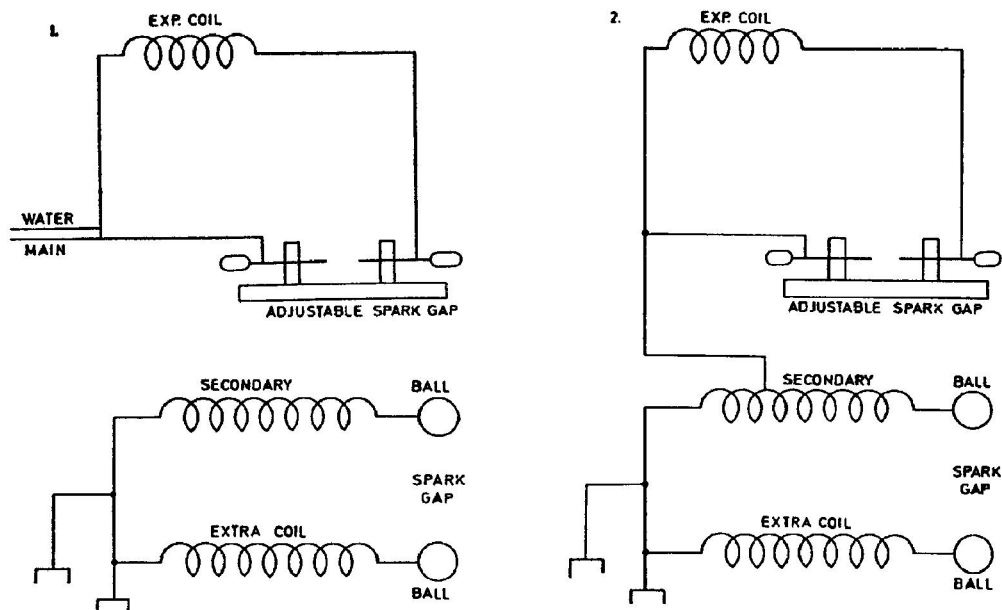 1.
EXP. COIL
WATER
MAIN
ADJUSTABLE SPARK GAP
SECONDARY
BALL
SPARK
GAP
EXTRA COIL
BALL
2.
EXP. COIL
ADJUSTABLE SPARK GAP
SECONDARY
BALL
SPARK
GAP
EXTRA COIL
BALL